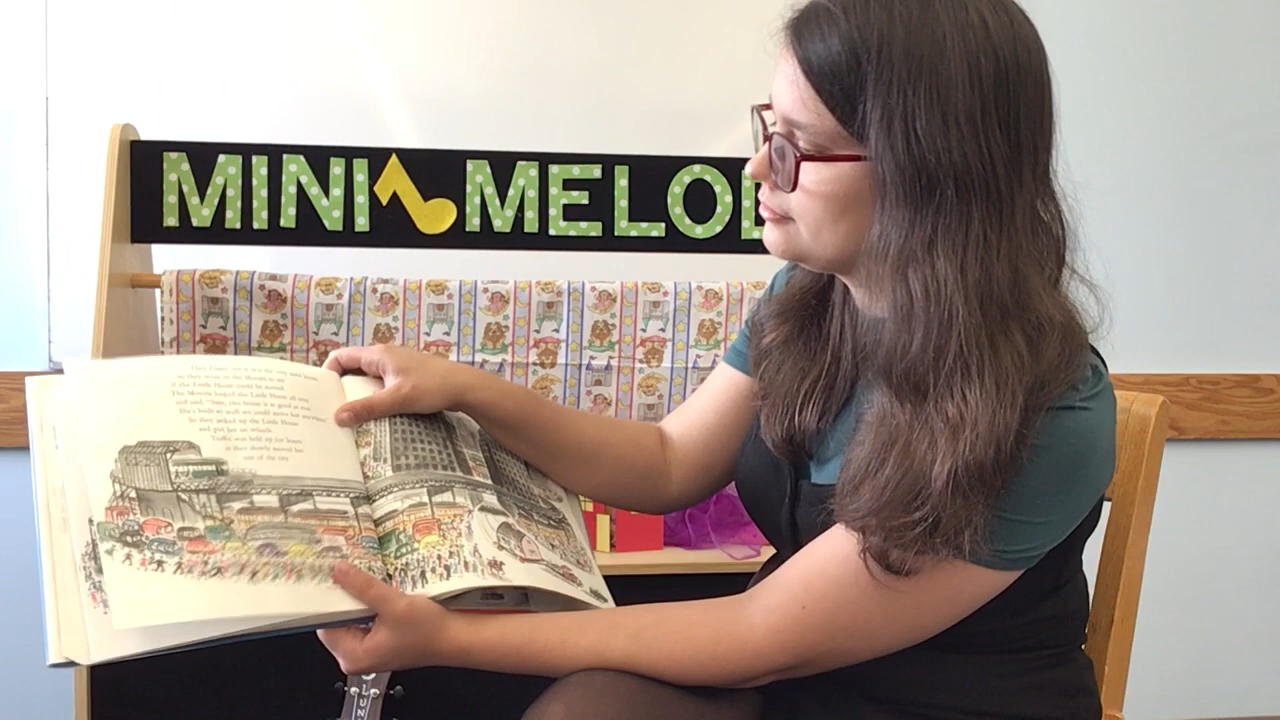 MINI MELOD
They found out it was the very same house,
so they went to the Movers to see
if the Little House could be moved.
The Movers looked the Little House all over
and said, "Sure, this house is as good as ever.
She's built so well we could move her anywhere."
So they jacked up the Little House
and put her on wheels.
Traffic was held up for hours
as they slowly moved her
out of the city.
LUN